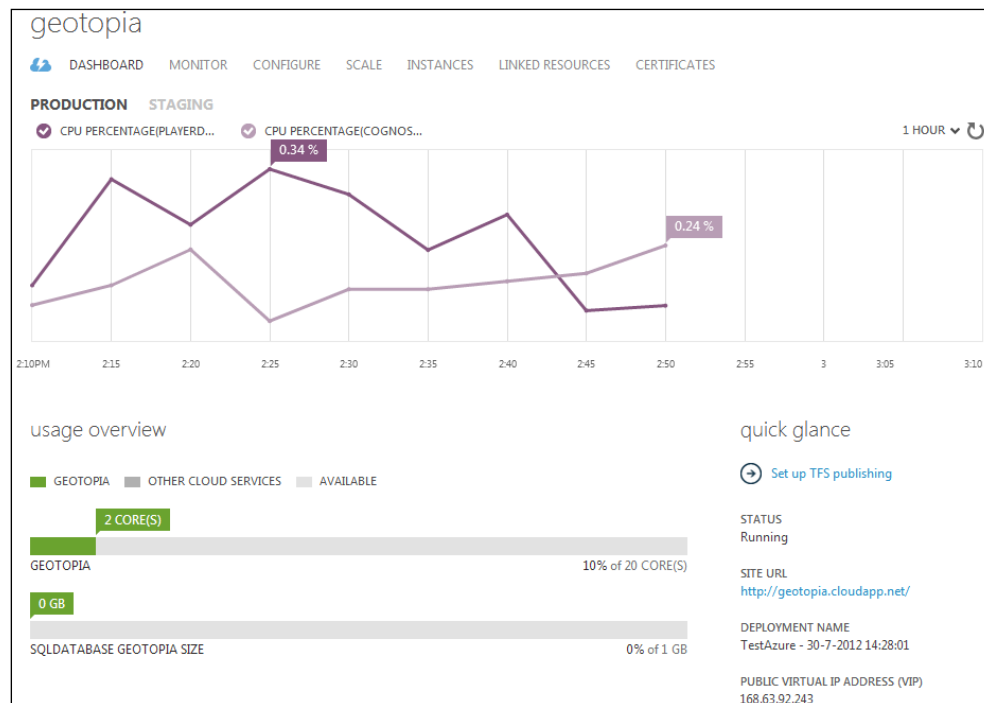 geotopia
DASHBOARD MONITOR CONFIGURE SCALE INSTANCES LINKED RESOURCES CERTIFICATES
PRODUCTION STAGING
CPU PERCENTAGE(PLAYERD... CPU PERCENTAGE(COGNOS... 1 HOUR
0.34 %
0.24 %
2:10PM 2:15 2:20 2:25 2:30 2:35 2:40 2:45 2:50 2:55 3 3:05 3:10
usage overview
GEOTOPIA OTHER CLOUD SERVICES AVAILABLE
2 CORE(S)
GEOTOPIA 10% of 20 CORE(S)
0 GB
SQLDATABASE GEOTOPIA SIZE 0% of 1 GB
quick glance
Set up TFS publishing
STATUS
Running
SITE URL
http://geotopia.cloudapp.net/
DEPLOYMENT NAME
TestAzure - 30-7-2012 14:28:01
PUBLIC VIRTUAL IP ADDRESS (VIP)
168.63.92.243